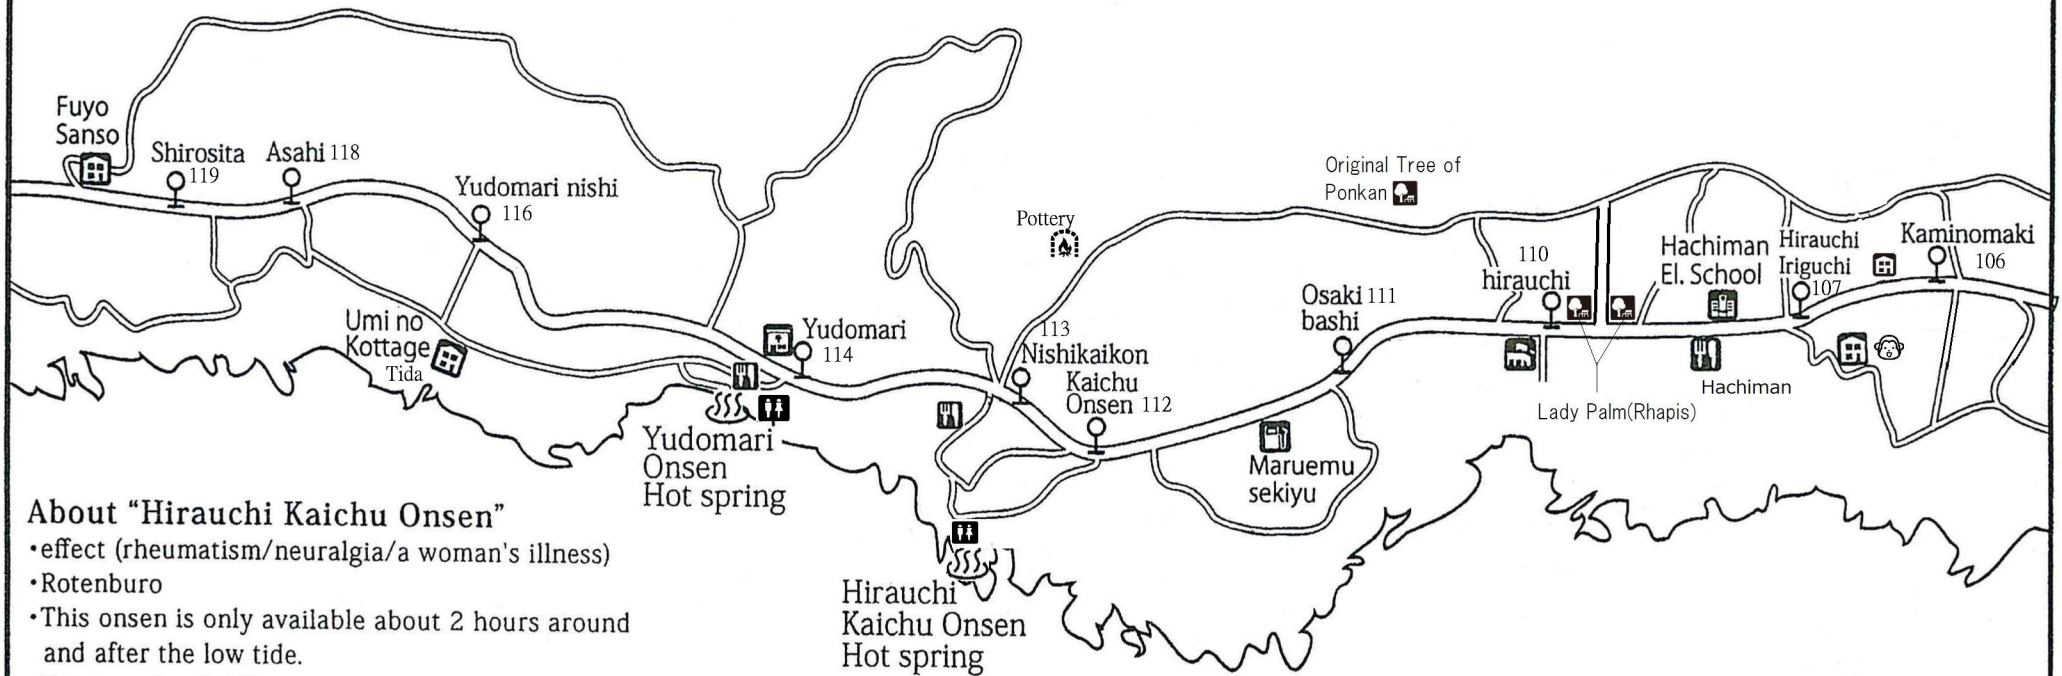 Fuyo
Sanso
Shirosita
119
Asahi 118
Yudomari nishi
116
Umi no
Kottage
Tida
Yudomari
114
Yudomari
Onsen
Hot spring
Pottery
113
Nishikaikon
Kaichu
Onsen 112
Hirauchi
Kaichu Onsen
Hot spring
Original Tree of
Ponkan
Osaki 111
bashi
Maruemu
sekiyu
110
hirauchi
Lady Palm(Rhapis)
Hachiman
El. School
Hachiman
Hirauchi
Iriguchi
107
Kaminomaki
106
About “Hirauchi Kaichu Onsen”
・effect (rheumatism/neuralgia/a woman's illness)
・Rotenburo
・This onsen is only available about 2 hours around
and after the low tide.